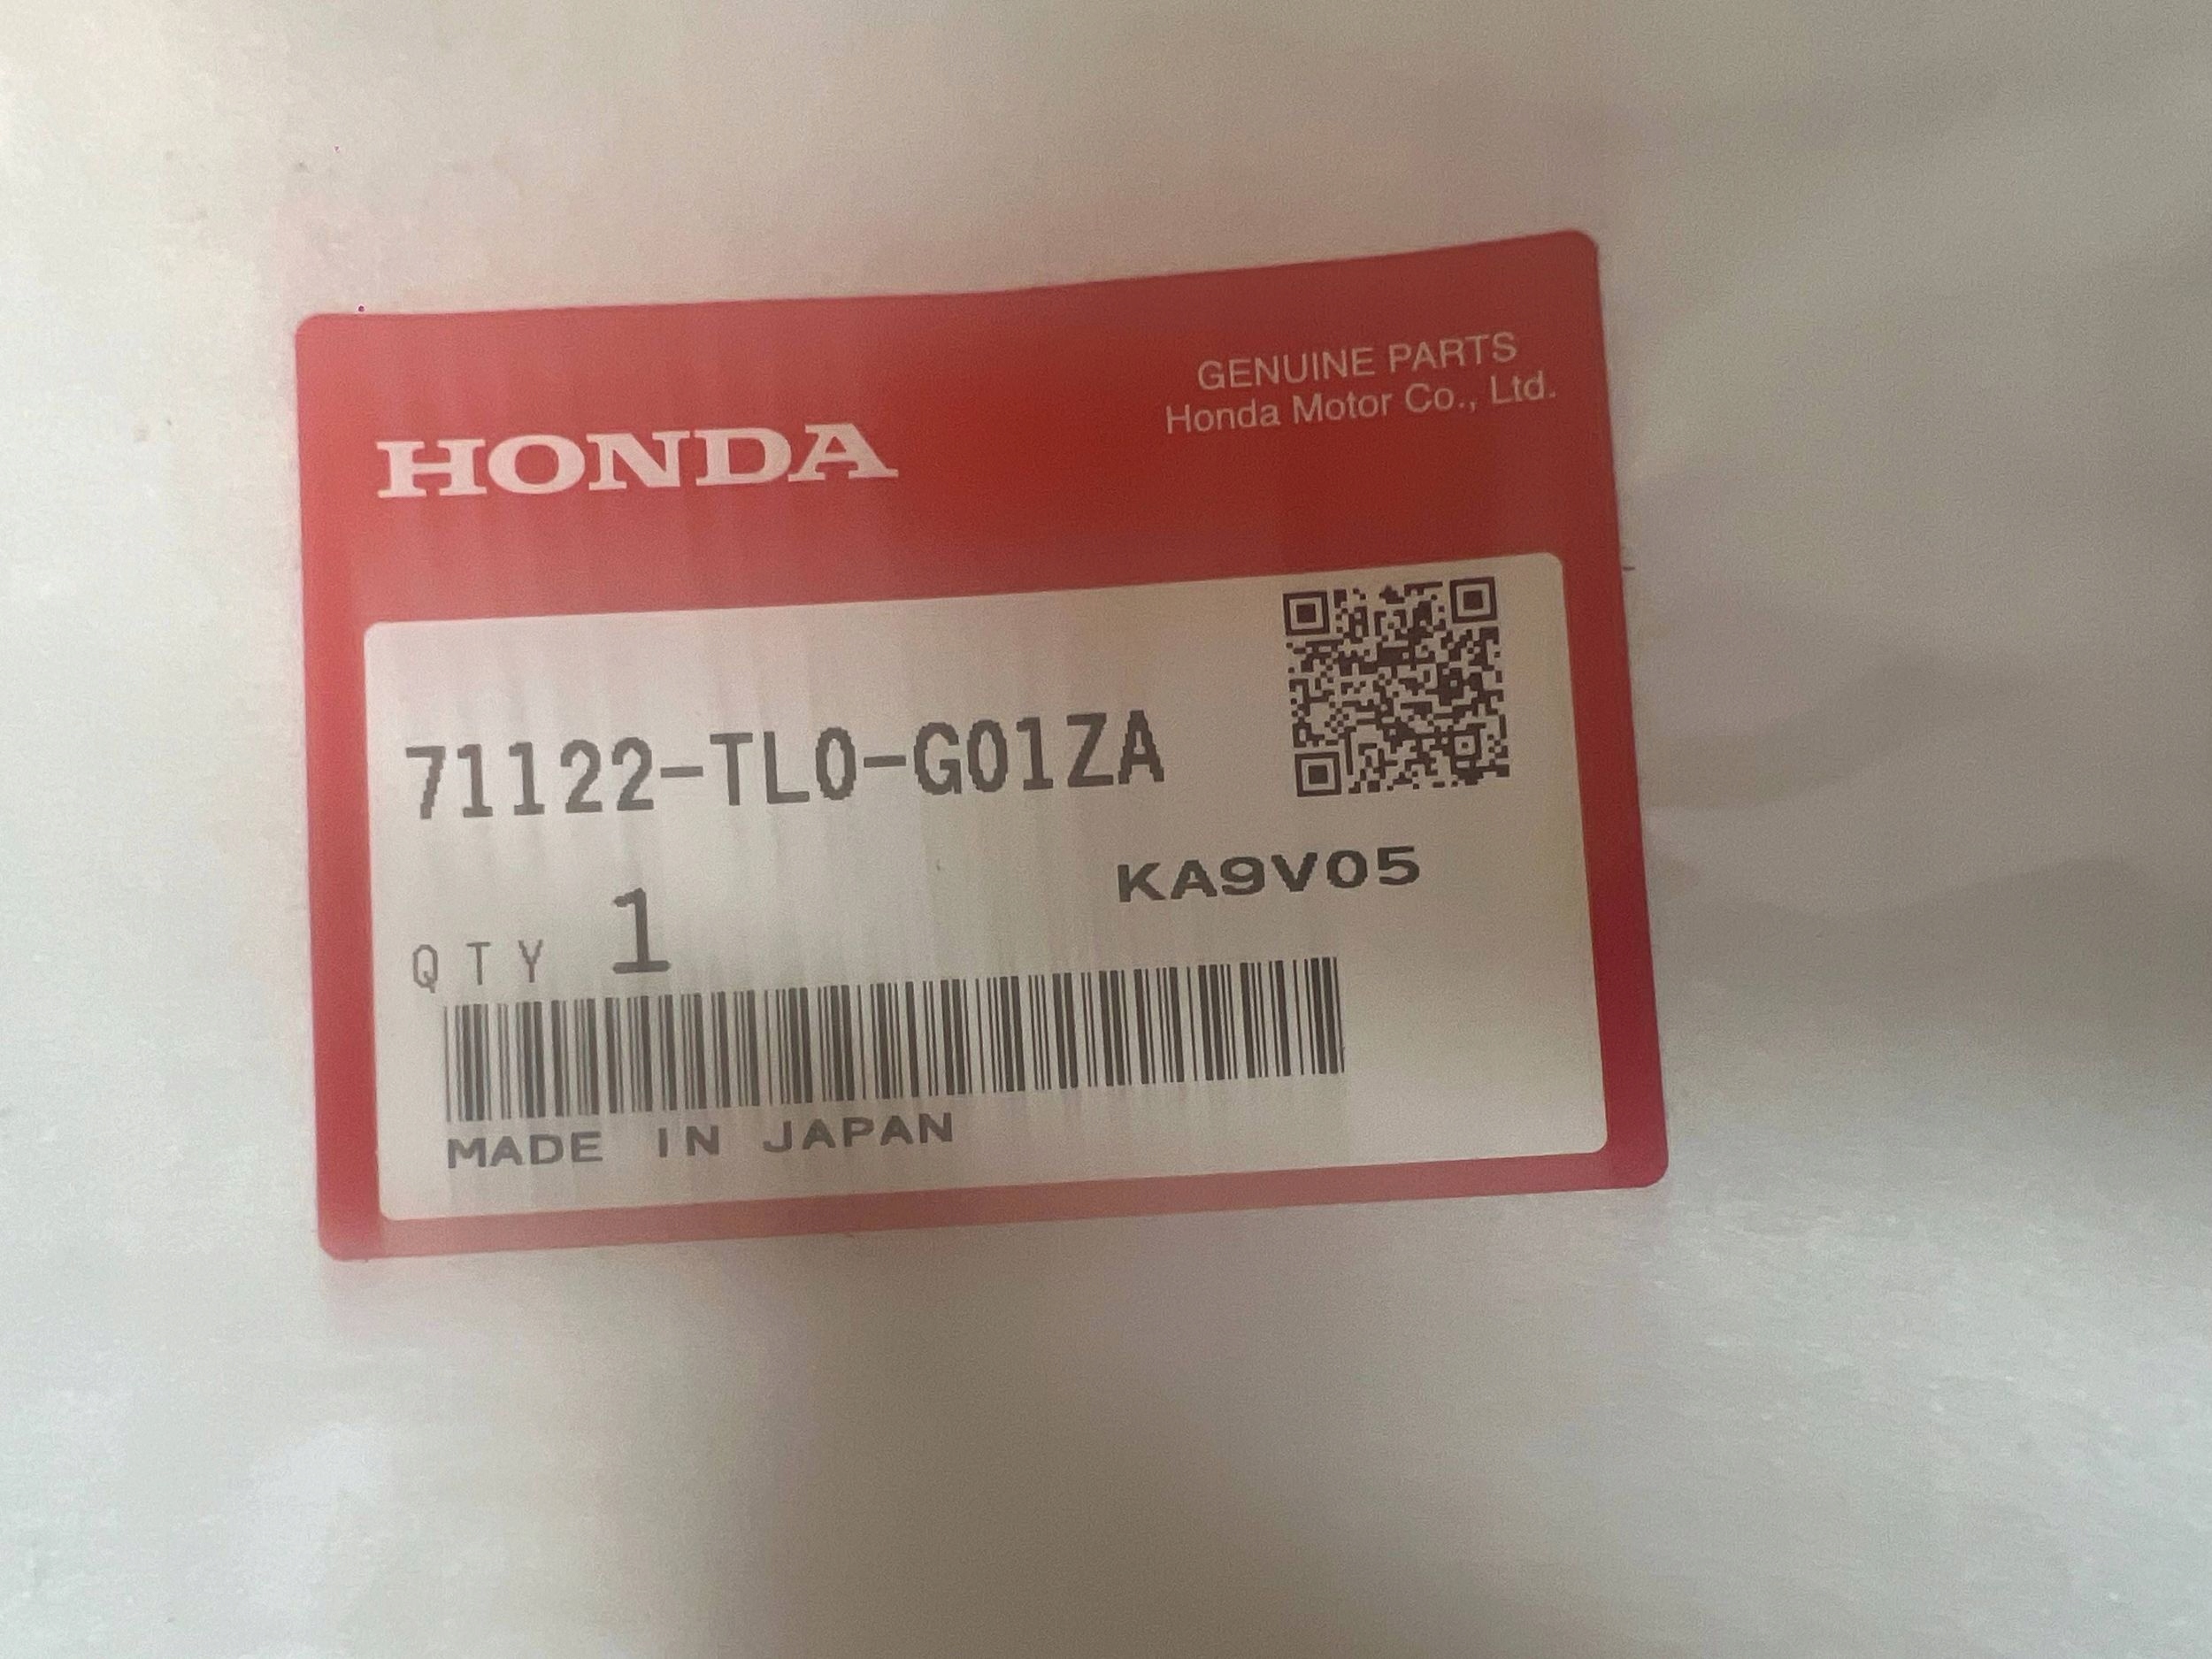 HONDA
GENUINE PARTS
Honda Motor Co., Ltd.
71122-TL0-G01ZA
KA9V05
QTY 1
MADE IN JAPAN